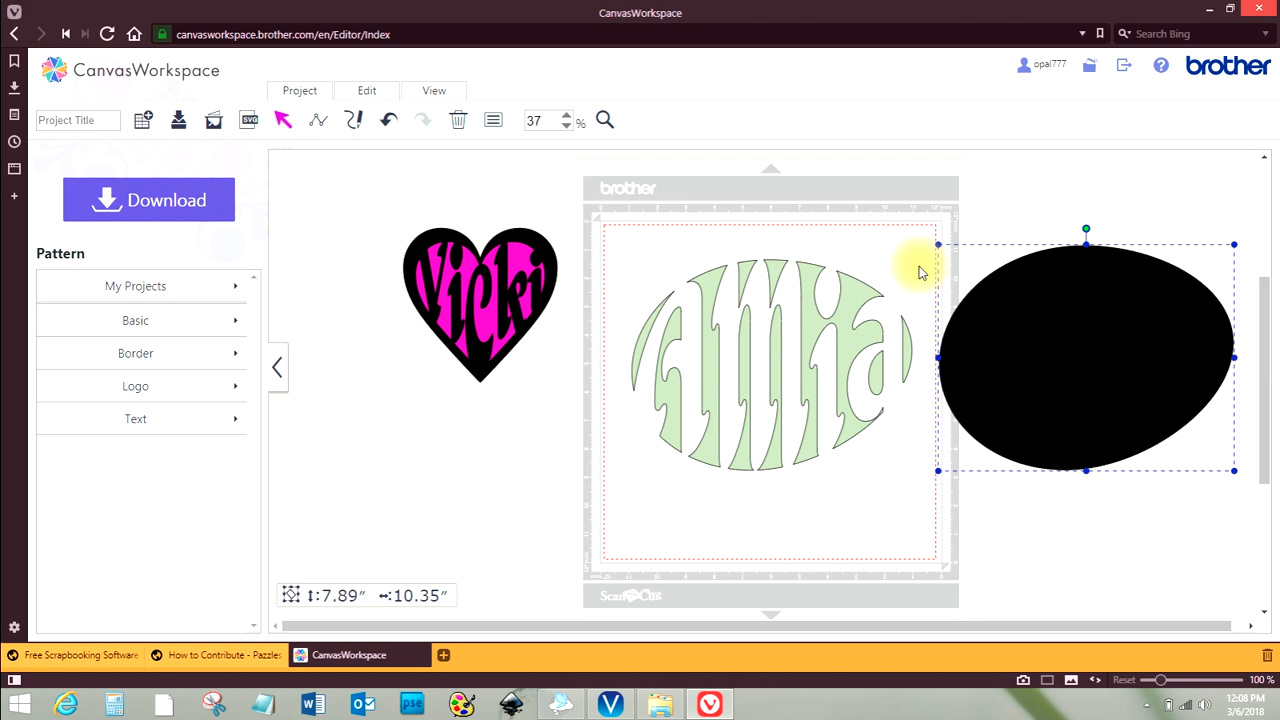 CanvasWorkspace
canvasworkspace.brother.com/en/Editor/Index
Search Bing
CanvasWorkspace
opal777
brother
Project
Edit
View
Project Title
SVG
37 %
Download
Pattern
My Projects
Basic
Border
Logo
Text
brother
Vicki
7.89″
10.35″
Free Scrapbooking Software
How to Contribute - Pazzles
CanvasWorkspace
Reset
100 %
12:08 PM
3/6/2018